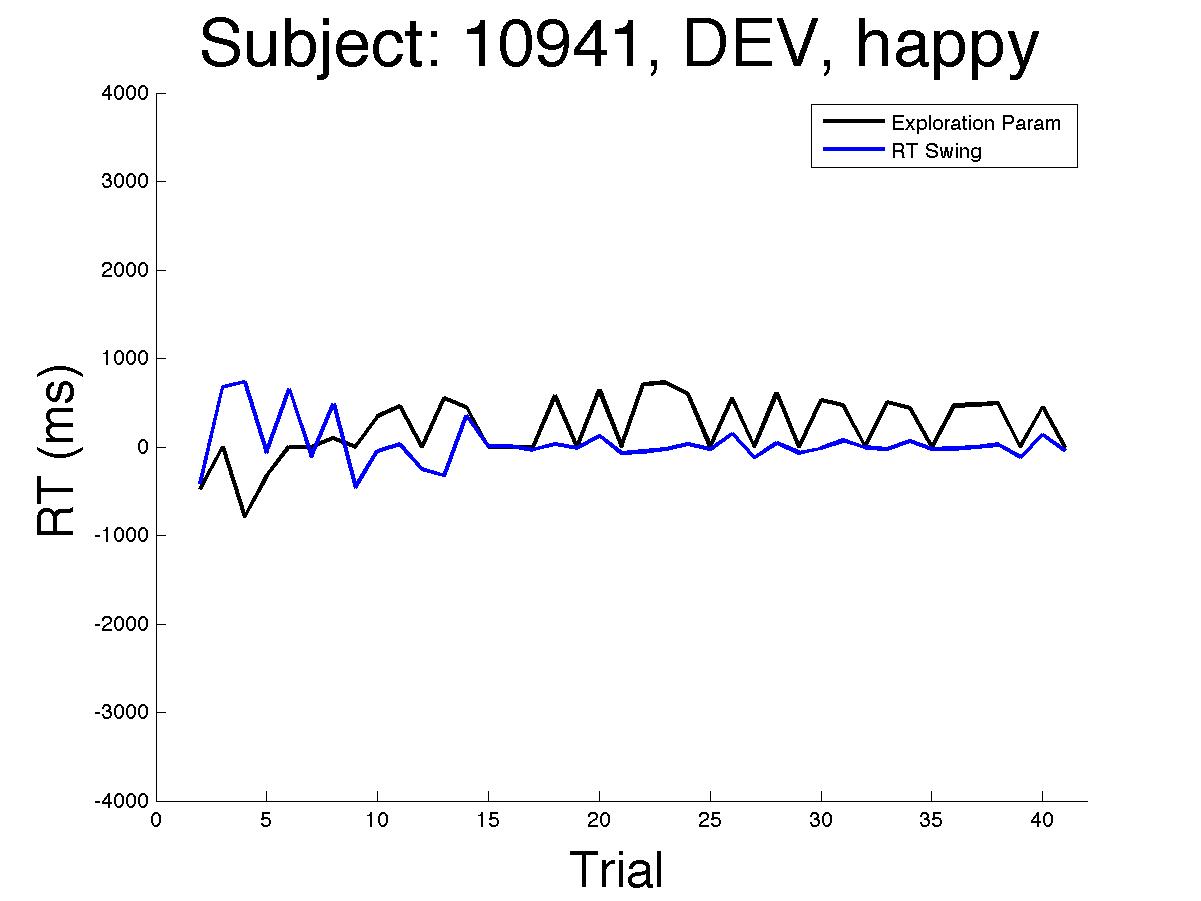 Subject: 10941, DEV, happy
4000
3000
2000
1000
0
-1000
-2000
-3000
-4000
RT (ms)
Exploration Param
RT Swing
0 5 10 15 20 25 30 35 40
Trial